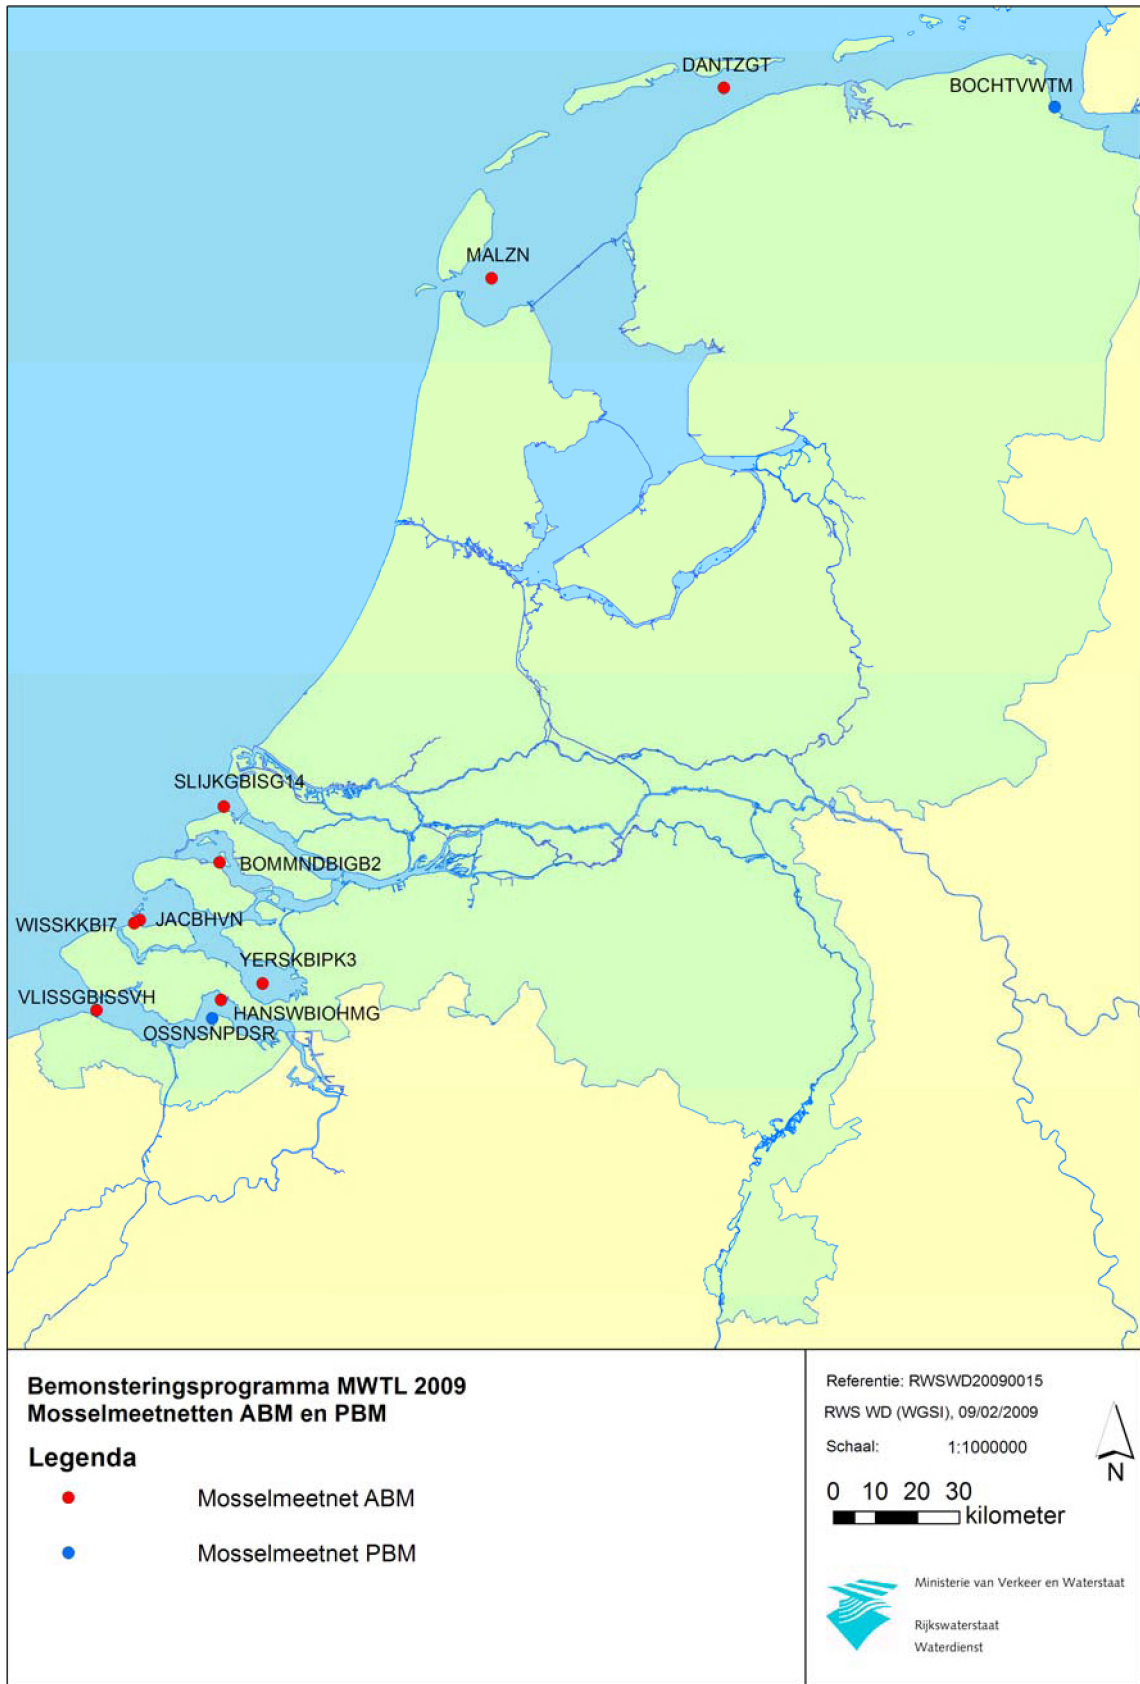 DANTZGT
BOCHTVWTM
MALZN
SLIJKGBISG14
BOMMNDBIGB2
WISSKKBI7
JACBHVN
YERSKBIPK3
VLISSGBISSVH
HANSWBIOHMG
OSSNSNPDSR
Bemonsteringsprogramma MWTL 2009
Mosselmeetnetten ABM en PBM
Legenda
Mosselmeetnet ABM
Mosselmeetnet PBM
Referentie: RWSWD20090015
RWS WD (WGSI), 09/02/2009
Schaal: 1:1000000
N
0 10 20 30
kilometer
Ministerie van Verkeer en Waterstaat
Rijkswaterstaat
Waterdienst